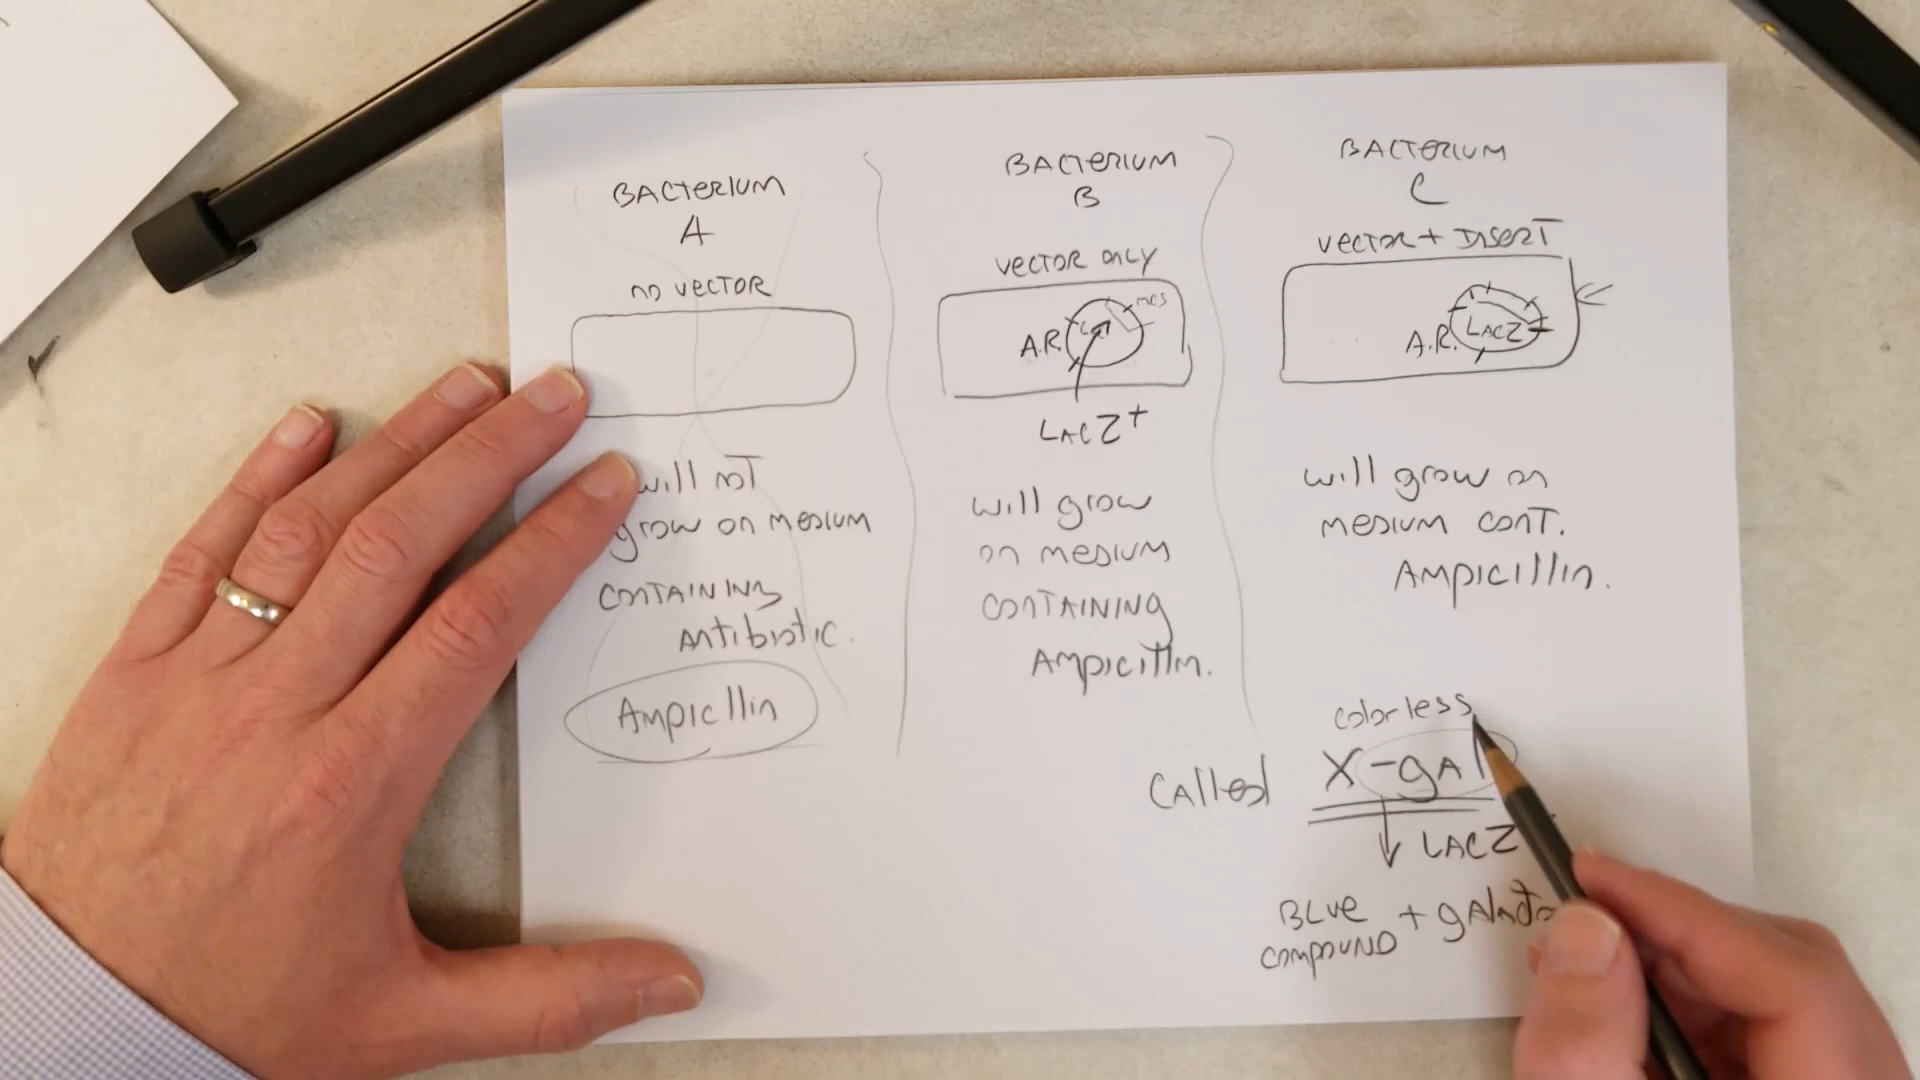 BACTERIUM
A
no VECTOR
will not
grow on medium
CONTAINING
Antibiotic.
Ampicllin
BACTERIUM
B
VECTOR ONLY
MCS
A.R.
LACZ+
will grow
on medium
CONTAINING
Ampicillin.
BACTERIUM
C
VECTOR + INSERT
A.R. LACZ
will grow on
medium cont.
Ampicillin.
colorless
CALLED X-gal
LACZ
BLUE + gAlacto
COMPOUND